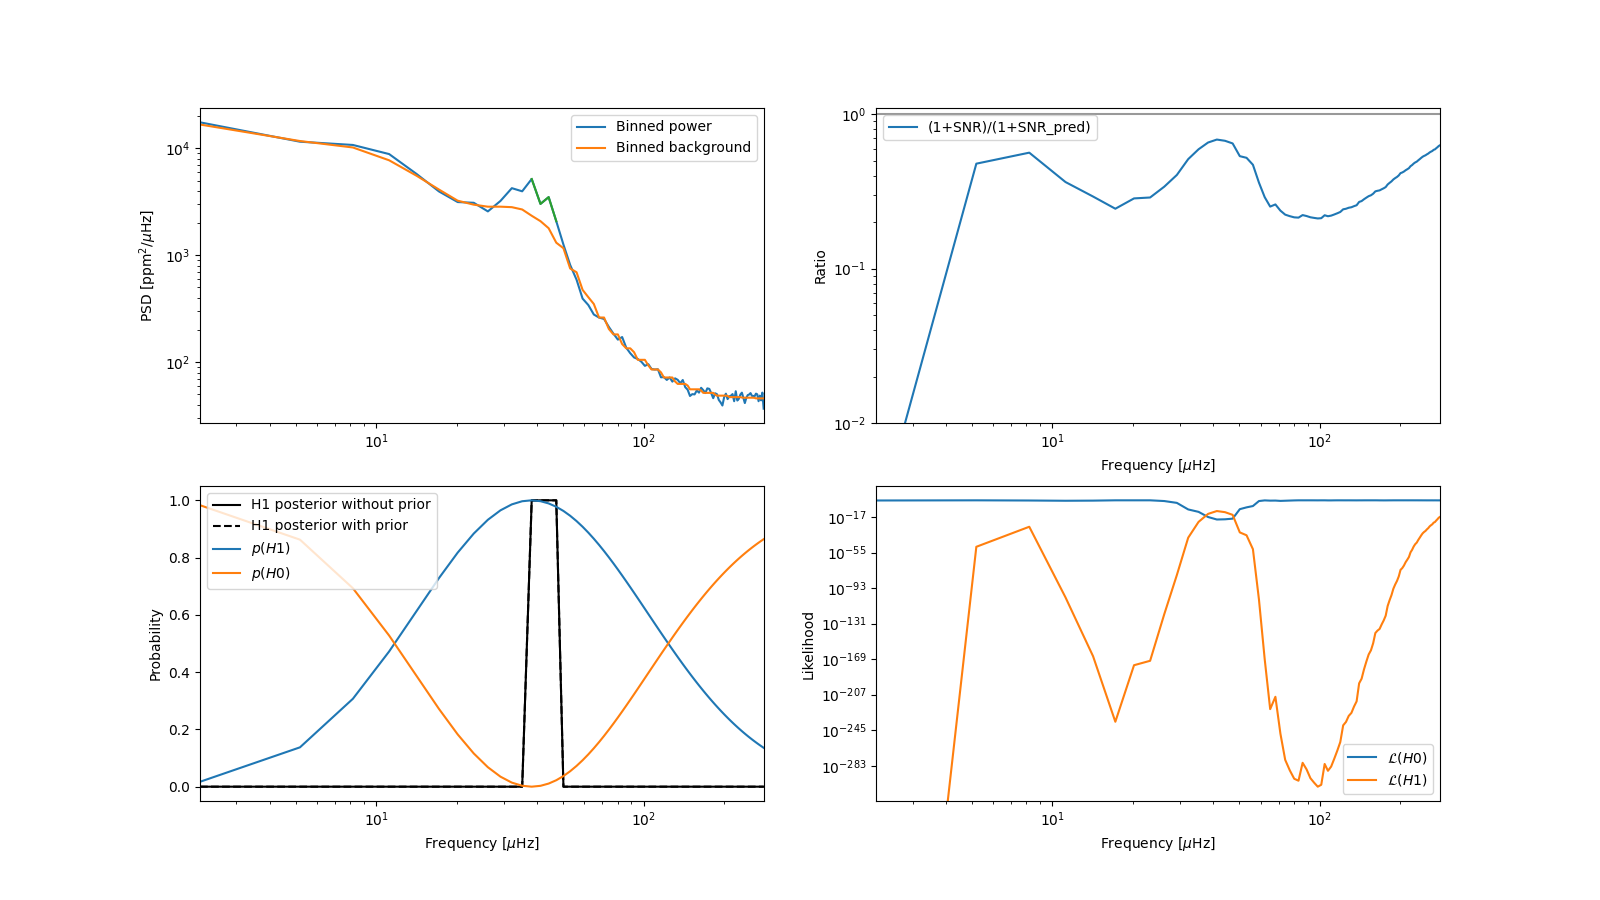 Binned power
Binned background
PSD [ppm²/μHz]
10⁴
10³
10²
10¹
10²
(1+SNR)/(1+SNR_pred)
Ratio
10⁰
10⁻¹
10⁻²
10¹
10²
Frequency [μHz]
H1 posterior without prior
H1 posterior with prior
p(H1)
p(H0)
Probability
1.0
0.8
0.6
0.4
0.2
0.0
10¹
10²
Frequency [μHz]
Likelihood
10⁻¹⁷
10⁻⁵⁵
10⁻⁹³
10⁻¹³¹
10⁻¹⁶⁹
10⁻²⁰⁷
10⁻²⁴⁵
10⁻²⁸³
ℒ(H0)
ℒ(H1)
10¹
10²
Frequency [μHz]